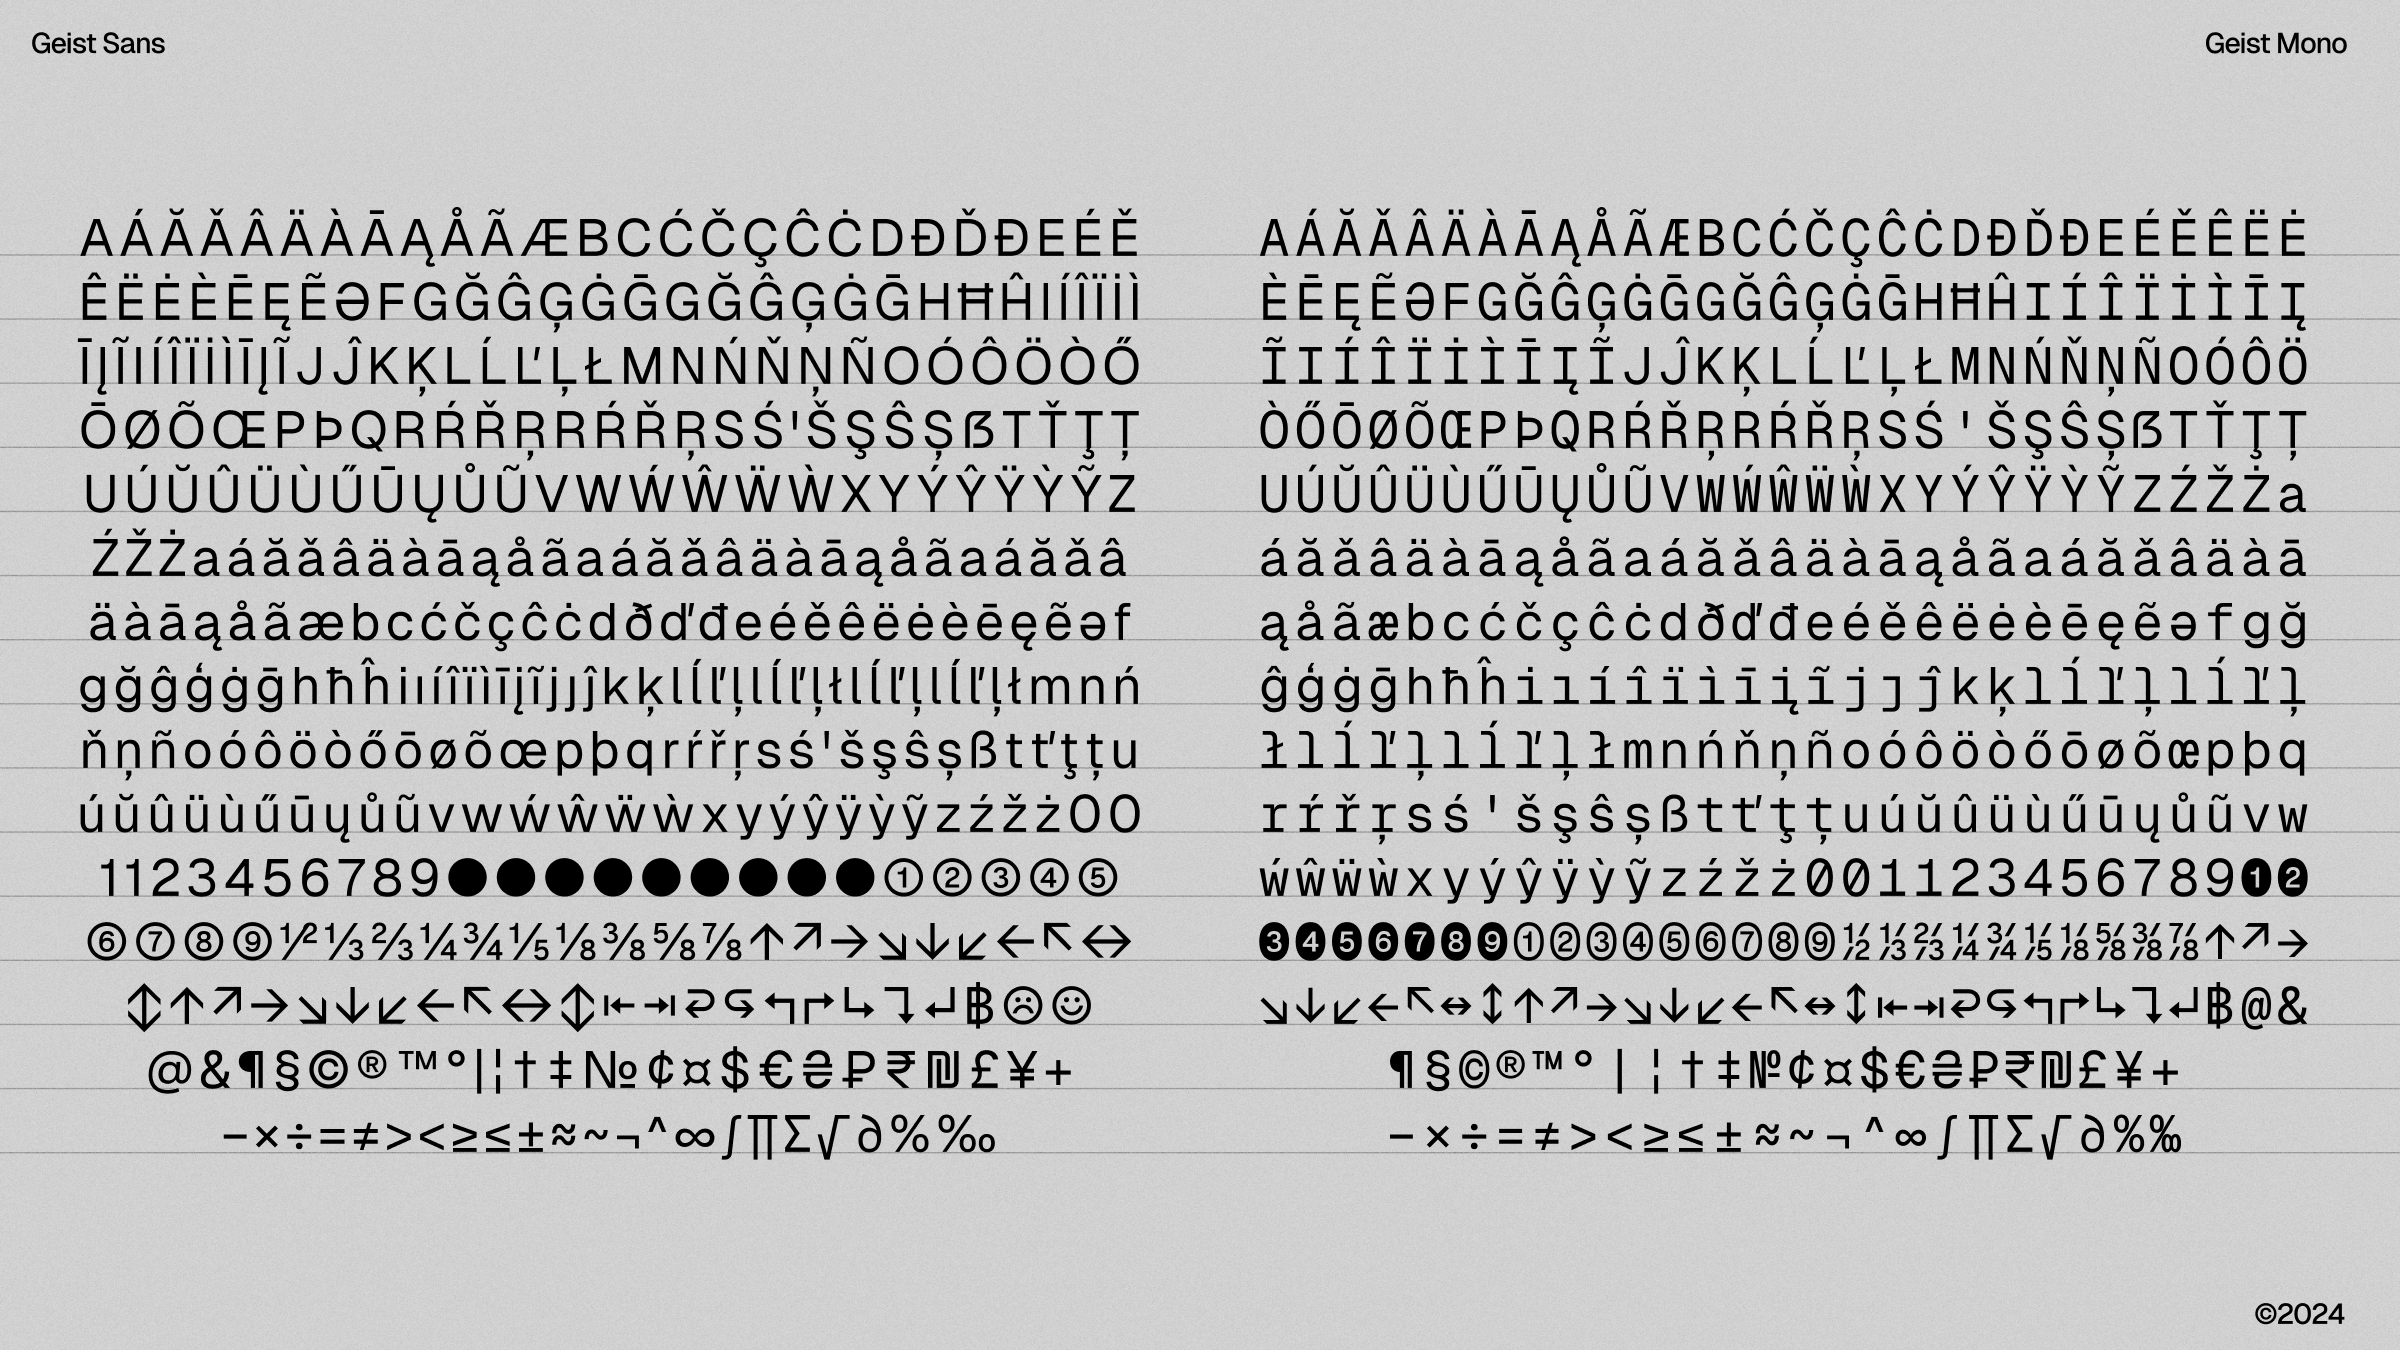 Geist Sans
Geist Mono
AÁĂǍÂÄÀĀĄÅÃÆBCĆČÇĈĊDĐĎĐEÉĚ
ÊËĖÈĒĘẼƏFGĞĜĢĠḠGĞĜĢĠḠHĦĤIÍÎÏİÌ
ĪĮĨIÍÎÏİÌĪĮĨJĴKĶLĹĽĻŁMNŃŇŅÑOÓÔÖÒŐ
ŌØÕŒPÞQRŔŘŖRŔŘŖSŚ'ŠŞŜȘẞTŤŢȚ
UÚŬÛÜÙŰŪŲŮŨVWẂŴẄẀXYÝŶŸỲỸZ
ŹŽŻaáăǎâäàāąåãaáăǎâäàāąåãaáăǎâ
äàāąåãæbcćčçĉċdðďđeéěêëėèēęẽəf
gğĝģġḡhħĥiıíîïìīįĩjȷĵkķlĺľļlĺľļłlĺľļlĺľļłmnń
ňņñoóôöòőōøõœpþqrŕřŗsś'šşŝșßtťţțu
úŭûüùűūųůũvwẃŵẅẁxyýŷÿỳỹzźžż00
1123456789●●●●●●●●●①②③④⑤
⑥⑦⑧⑨½⅓⅔¼¾⅕⅛⅜⅝⅞↑↗→↘↓↙←↖↔
↕↑↗→↘↓↙←↖↔↕⇤⇥⮌⮎↰↱↳↴↲฿☹☺
@&¶§©®™°|¦†‡№¢¤$€₴₽₹₪£¥+
−×÷=≠><≥≤±≈~¬^∞∫∏∑√∂%‰
AÁĂǍÂÄÀĀĄÅÃÆBCĆČÇĈĊDĐĎĐEÉĚÊËĖ
ÈĒĘẼƏFGĞĜĢĠḠGĞĜĢĠḠHĦĤIÍÎÏİÌĪĮ
ĨIÍÎÏİÌĪĮĨJĴKĶLĹĽĻŁMNŃŇŅÑOÓÔÖ
ÒŐŌØÕŒPÞQRŔŘŖRŔŘŖSŚ'ŠŞŜȘẞTŤŢȚ
UÚŬÛÜÙŰŪŲŮŨVWẂŴẄẀXYÝŶŸỲỸZŹŽŻa
áăǎâäàāąåãaáăǎâäàāąåãaáăǎâäàā
ąåãæbcćčçĉċdðďđeéěêëėèēęẽəfgğ
ĝģġḡhħĥiıíîïìīįĩjȷĵkķlĺľļlĺľļ
łlĺľļlĺľļłmnńňņñoóôöòőōøõœpþq
rŕřŗsś'šşŝșßtťţțuúŭûüùűūųůũvw
ẃŵẅẁxyýŷÿỳỹzźžż001123456789❶❷
❸❹❺❻❼❽❾①②③④⑤⑥⑦⑧⑨½⅓⅔¼¾⅕⅛⅝⅜⅞↑↗→
↘↓↙←↖↔↕↑↗→↘↓↙←↖↔↕⇤⇥⮌⮎↰↱↳↴↲฿@&
¶§©®™°|¦†‡№¢¤$€₴₽₹₪£¥+
−×÷=≠><≥≤±≈~¬^∞∫∏∑√∂%‰
©2024